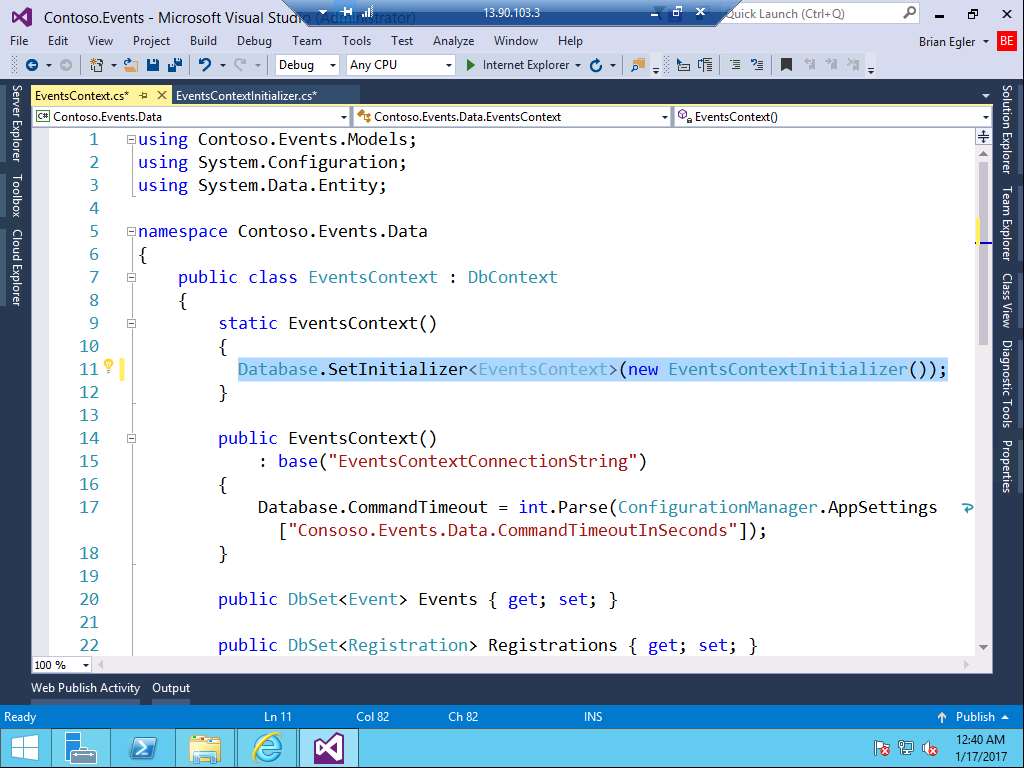 Contoso.Events - Microsoft Visual Studio (Administrator)
13.90.103.3
Quick Launch (Ctrl+Q)
File Edit View Project Build Debug Team Tools Test Analyze Window Help
Brian Egler
BE
Debug
Any CPU
Internet Explorer
EventsContext.cs*
EventsContextInitializer.cs*
C# Contoso.Events.Data
Contoso.Events.Data.EventsContext
EventsContext()
Server Explorer
Toolbox
Cloud Explorer
1 using Contoso.Events.Models;
2 using System.Configuration;
3 using System.Data.Entity;
4
5 namespace Contoso.Events.Data
6 {
7 public class EventsContext : DbContext
8 {
9 static EventsContext()
10 {
11 Database.SetInitializer<EventsContext>(new EventsContextInitializer());
12 }
13
14 public EventsContext()
15 : base("EventsContextConnectionString")
16 {
17 Database.CommandTimeout = int.Parse(ConfigurationManager.AppSettings
["Consoso.Events.Data.CommandTimeoutInSeconds"]);
18 }
19
20 public DbSet<Event> Events { get; set; }
21
22 public DbSet<Registration> Registrations { get; set; }
Solution Explorer
Team Explorer
Class View
Diagnostic Tools
Properties
100 %
Web Publish Activity Output
Ready Ln 11 Col 82 Ch 82 INS Publish
12:40 AM
1/17/2017